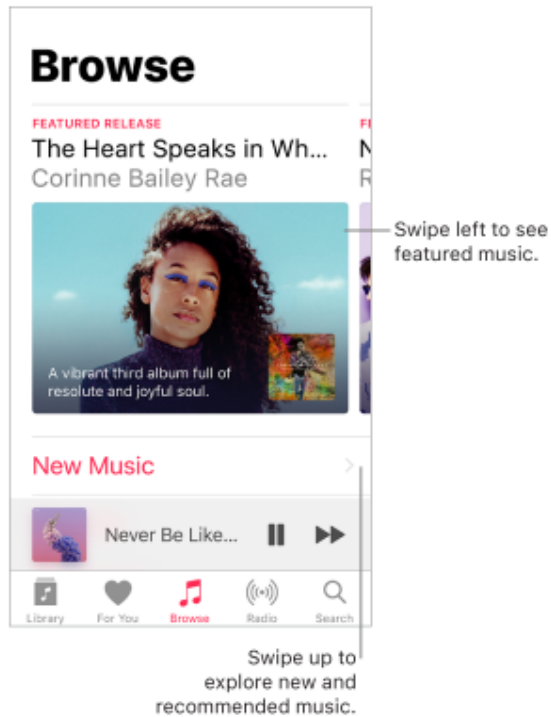 Browse
FEATURED RELEASE
The Heart Speaks in Wh...
Corinne Bailey Rae
Swipe left to see
featured music.
A vibrant third album full of
resolute and joyful soul.
New Music
Never Be Like...
Library For You Browse Radio Search
Swipe up to
explore new and
recommended music.